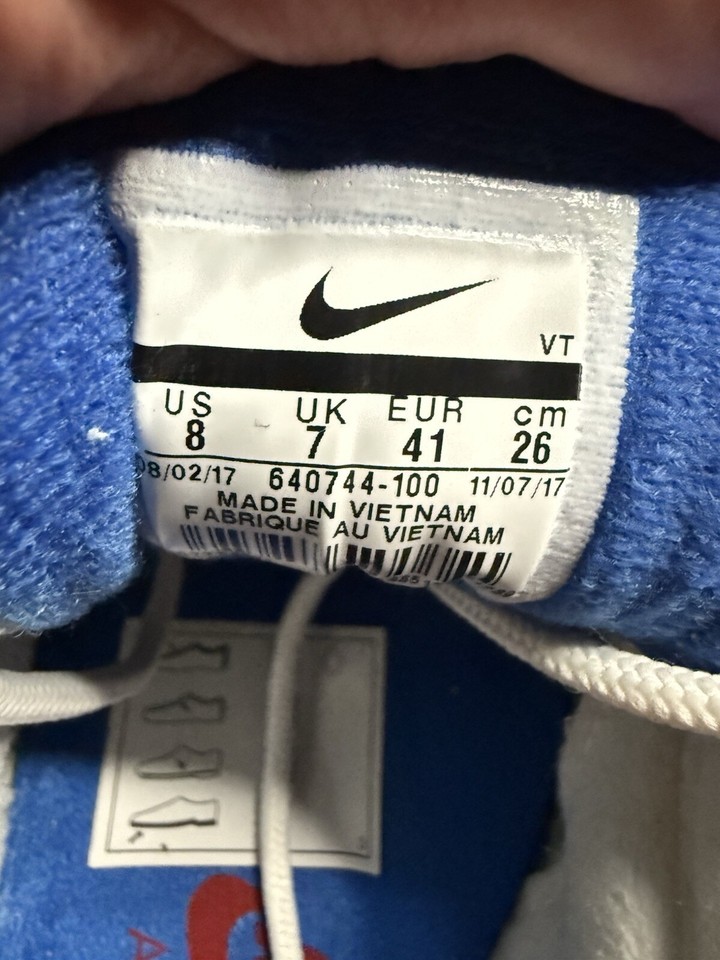 VT
US UK EUR cm
8 7 41 26
08/02/17 640744-100 11/07/17
MADE IN VIETNAM
FABRIQUE AU VIETNAM